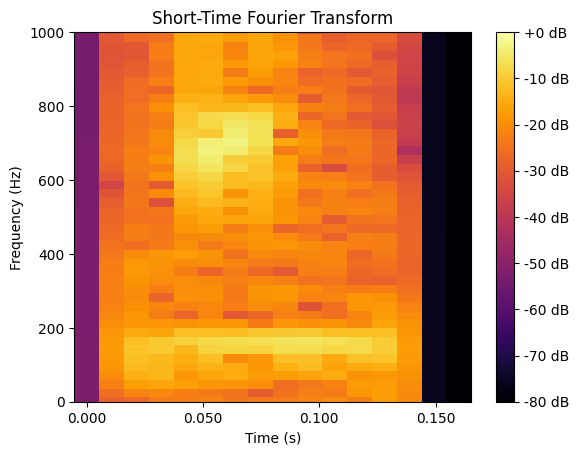 Short-Time Fourier Transform
1000
800
600
400
200
0
Frequency (Hz)
0.000
0.050
0.100
0.150
Time (s)
+0 dB
-10 dB
-20 dB
-30 dB
-40 dB
-50 dB
-60 dB
-70 dB
-80 dB